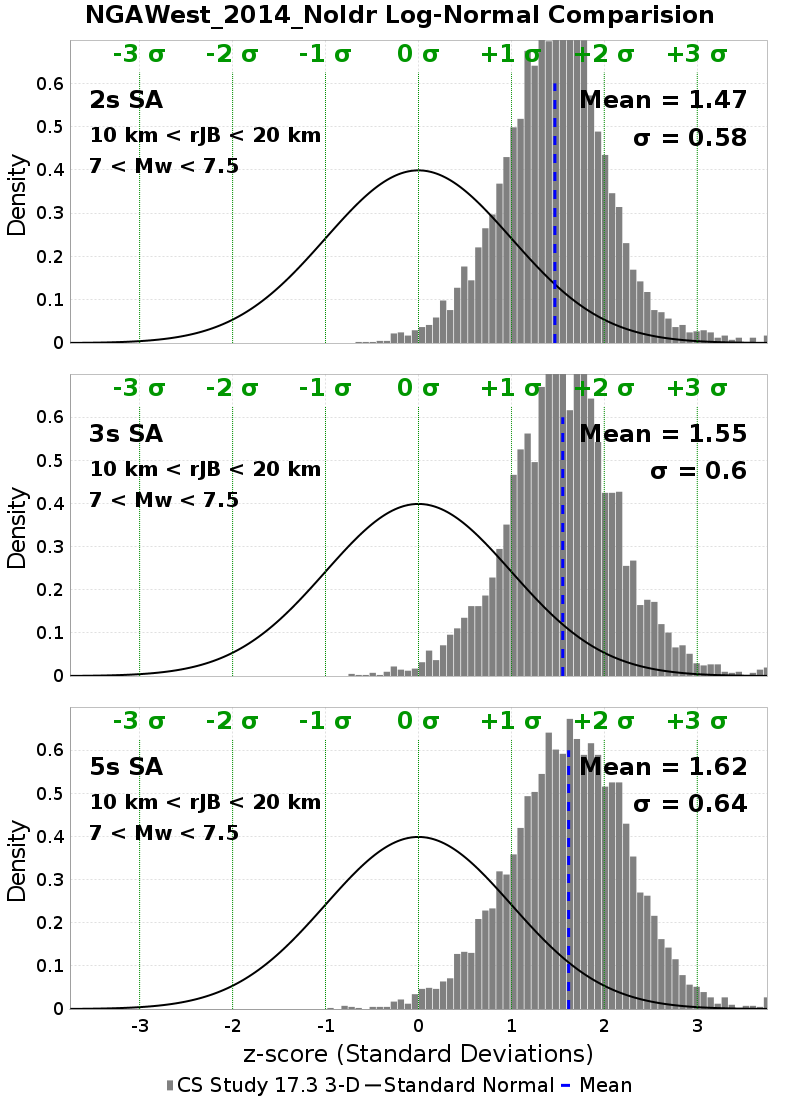 NGAWest_2014_NoIdr Log-Normal Comparision
-3 σ -2 σ -1 σ 0 σ +1 σ +2 σ +3 σ
2s SA Mean = 1.47
10 km < rJB < 20 km σ = 0.58
7 < Mw < 7.5
Density
0.6
0.5
0.4
0.3
0.2
0.1
0
-3 σ -2 σ -1 σ 0 σ +1 σ +2 σ +3 σ
3s SA Mean = 1.55
10 km < rJB < 20 km σ = 0.6
7 < Mw < 7.5
Density
0.6
0.5
0.4
0.3
0.2
0.1
0
-3 σ -2 σ -1 σ 0 σ +1 σ +2 σ +3 σ
5s SA Mean = 1.62
10 km < rJB < 20 km σ = 0.64
7 < Mw < 7.5
Density
0.6
0.5
0.4
0.3
0.2
0.1
0
-3 -2 -1 0 1 2 3
z-score (Standard Deviations)
CS Study 17.3 3-D Standard Normal Mean